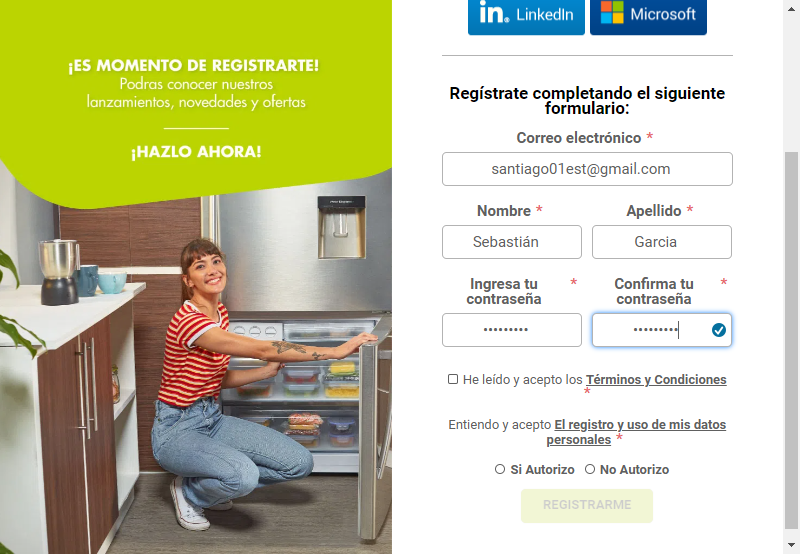 ¡ES MOMENTO DE REGISTRARTE!
Podras conocer nuestros
lanzamientos, novedades y ofertas
¡HAZLO AHORA!
in. LinkedIn
Microsoft
Regístrate completando el siguiente
formulario:
Correo electrónico *
santiago01est@gmail.com
Nombre *
Apellido *
Sebastián
Garcia
Ingresa tu
contraseña *
Confirma tu
contraseña *
•••••••••
•••••••••
He leído y acepto los Términos y Condiciones
*
Entiendo y acepto El registro y uso de mis datos
personales *
Si Autorizo
No Autorizo
REGISTRARME